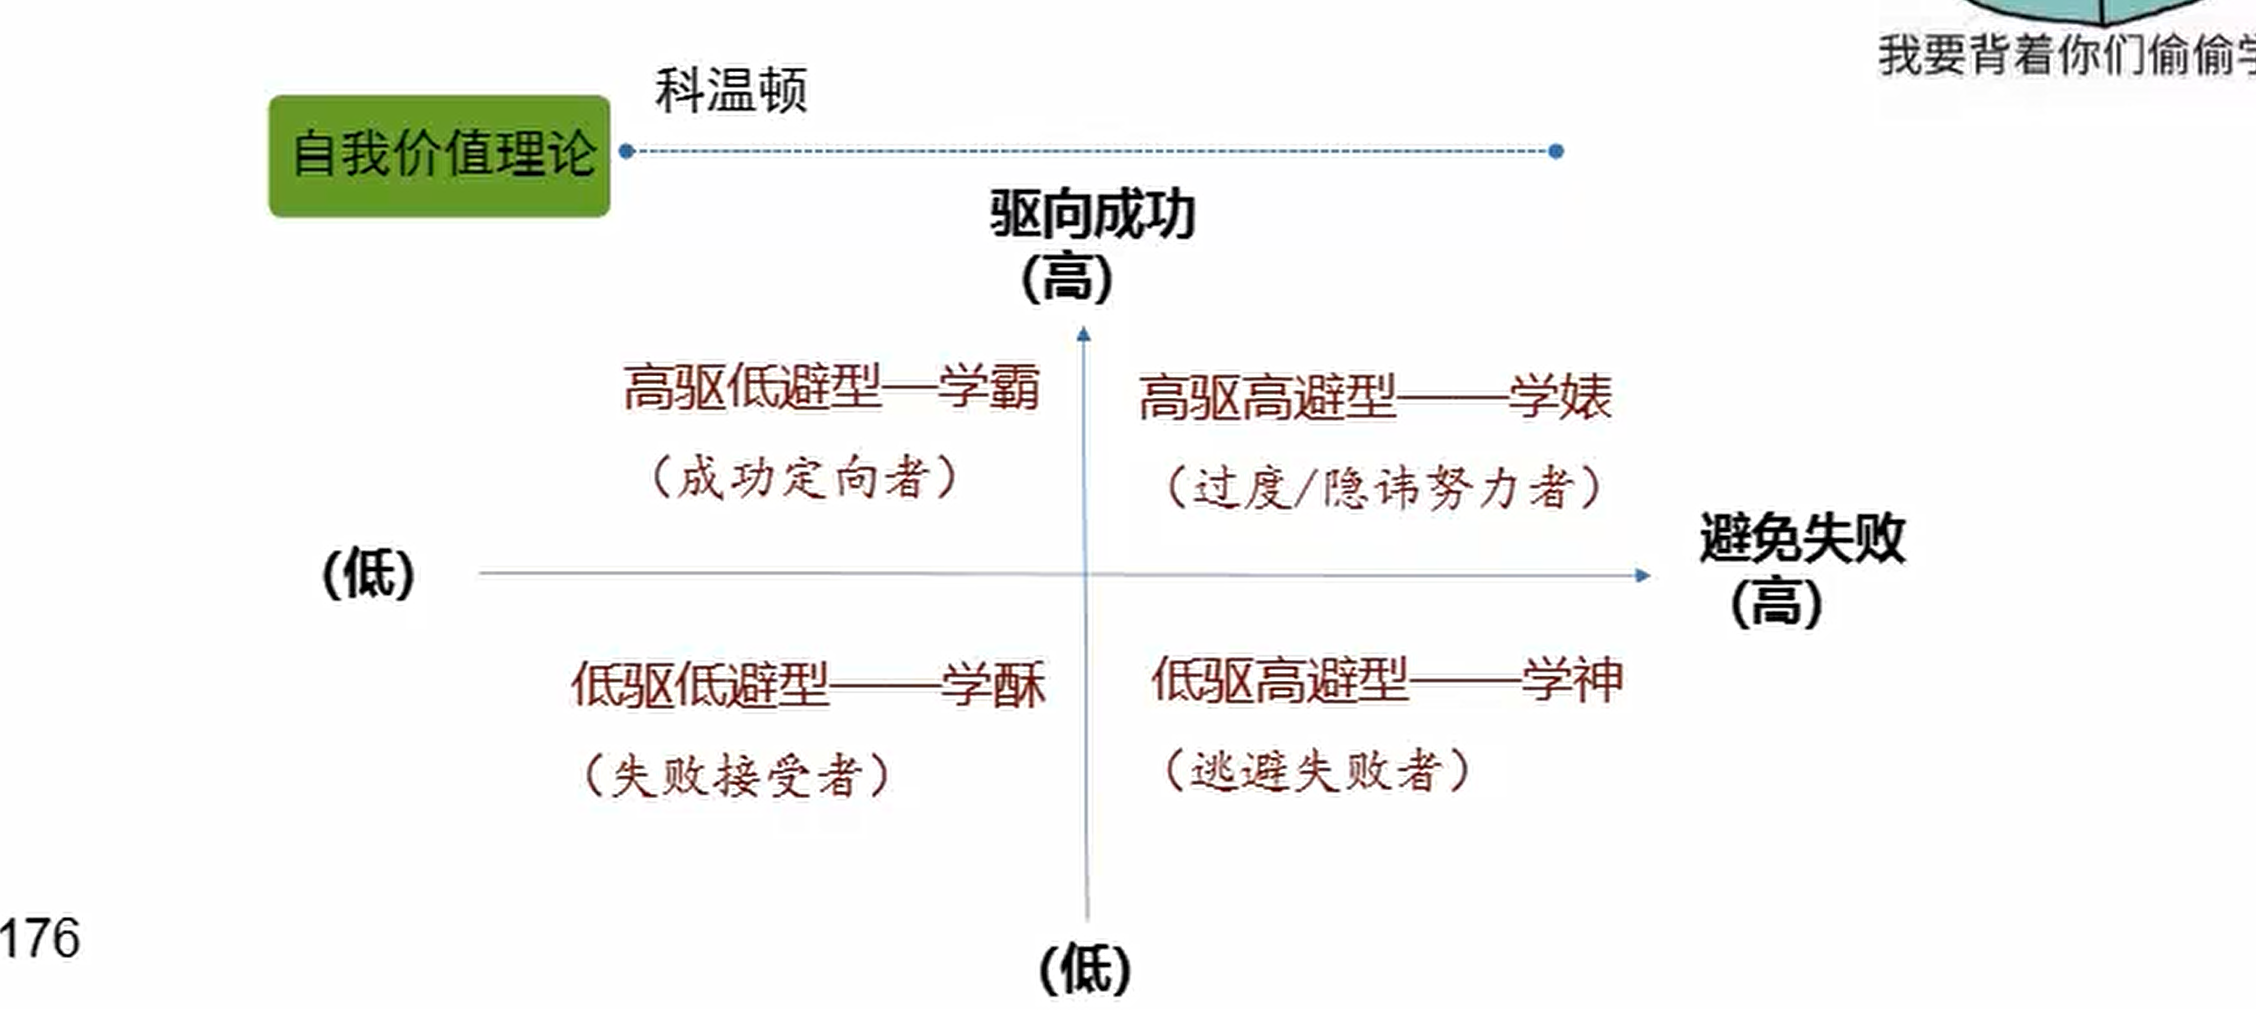 我要背着你们偷偷学
科温顿
自我价值理论
驱向成功
(高)
高驱低避型—学霸
高驱高避型——学婊
（成功定向者）
（过度/隐讳努力者）
避免失败
(高)
(低)
低驱低避型——学酥
低驱高避型——学神
（失败接受者）
（逃避失败者）
176
(低)